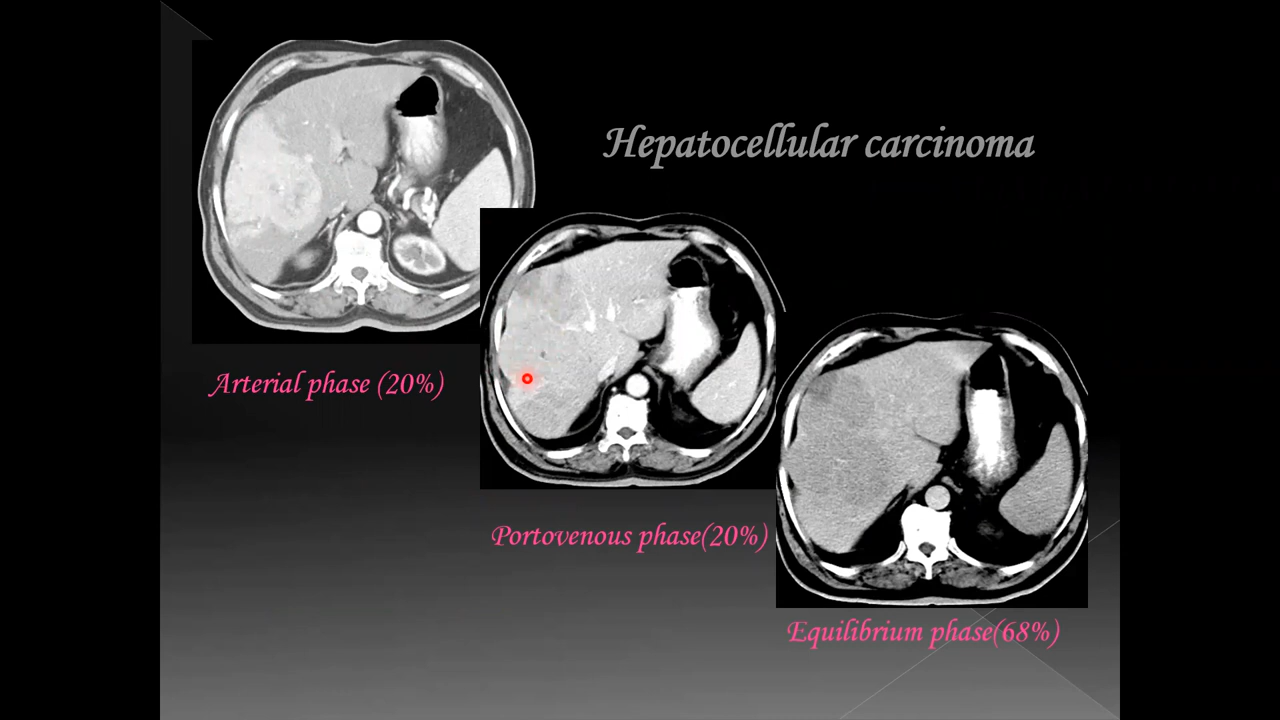 Hepatocellular carcinoma
Arterial phase (20%)
Portovenous phase(20%)
Equilibrium phase(68%)